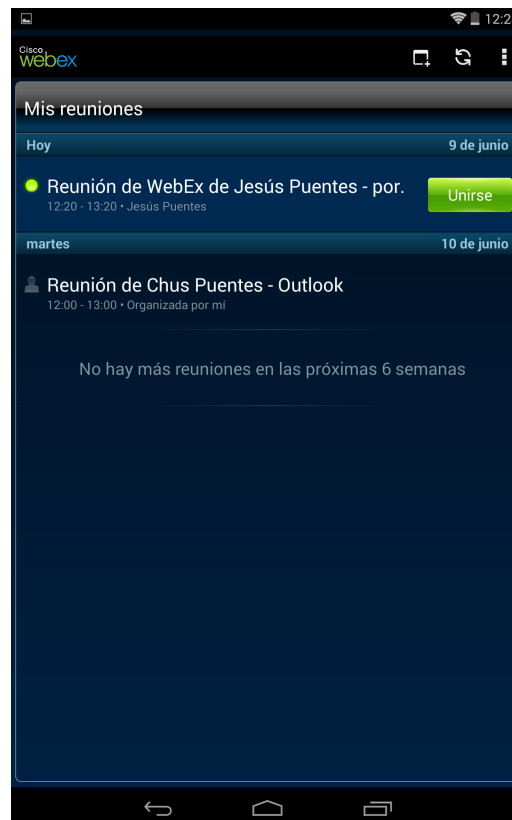 12:2
Cisco
webex
Mis reuniones
Hoy 9 de junio
Reunión de WebEx de Jesús Puentes - por.
Unirse
12:20 - 13:20 • Jesús Puentes
martes 10 de junio
Reunión de Chus Puentes - Outlook
12:00 - 13:00 • Organizada por mí
No hay más reuniones en las próximas 6 semanas